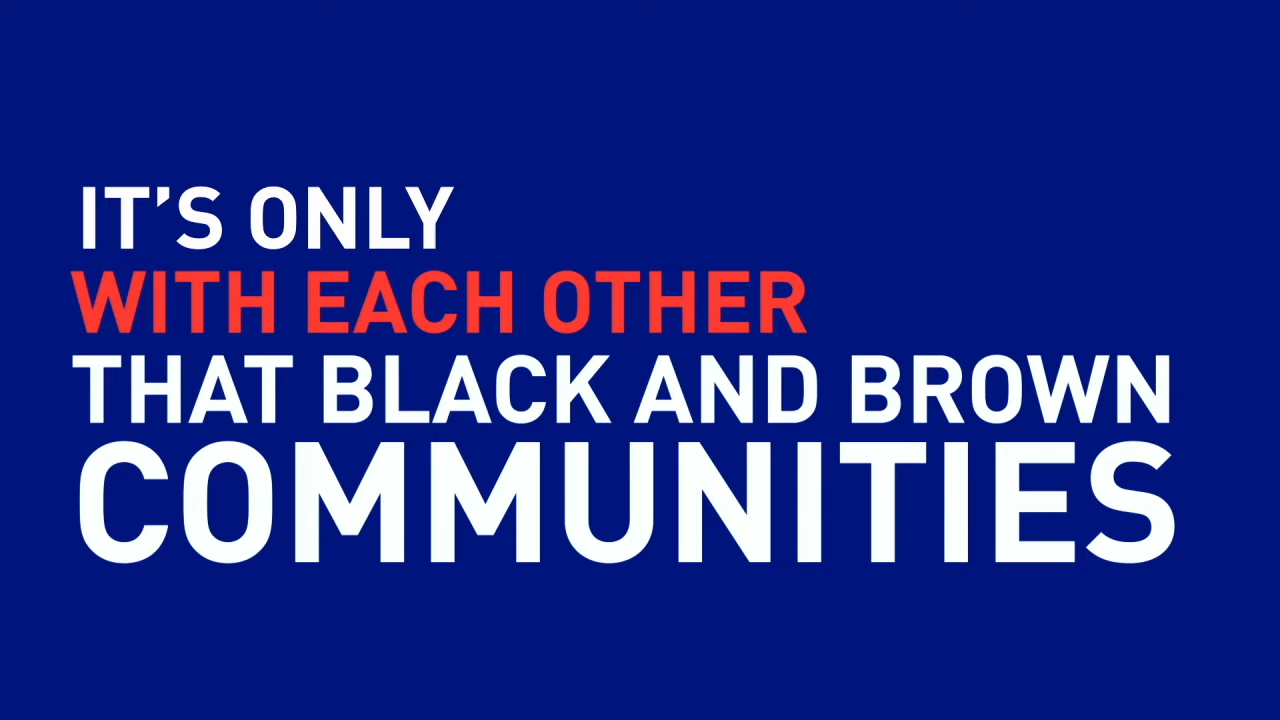 IT’S ONLY
WITH EACH OTHER
THAT BLACK AND BROWN
COMMUNITIES